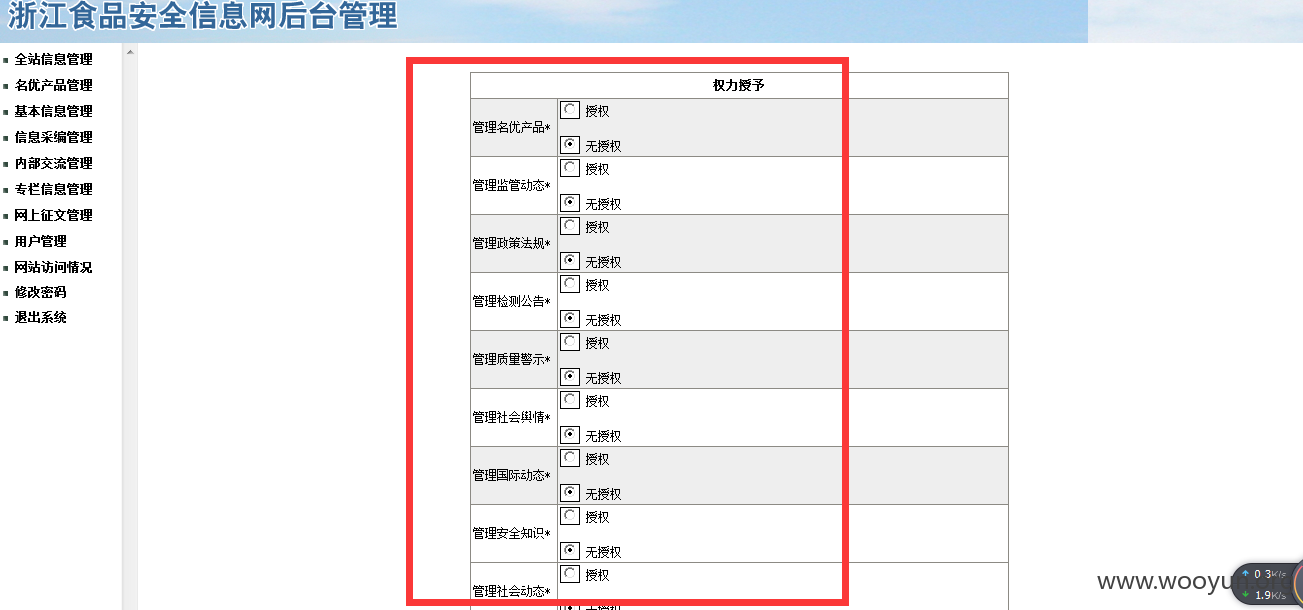 浙江食品安全信息网后台管理
全站信息管理
名优产品管理
基本信息管理
信息采编管理
内部交流管理
专栏信息管理
网上征文管理
用户管理
网站访问情况
修改密码
退出系统
权力授予
管理名优产品*
授权
无授权
管理监管动态*
授权
无授权
管理政策法规*
授权
无授权
管理检测公告*
授权
无授权
管理质量警示*
授权
无授权
管理社会舆情*
授权
无授权
管理国际动态*
授权
无授权
管理安全知识*
授权
无授权
管理社会动态*
授权
无授权
www.wooyun
0.3K/s
1.9K/s